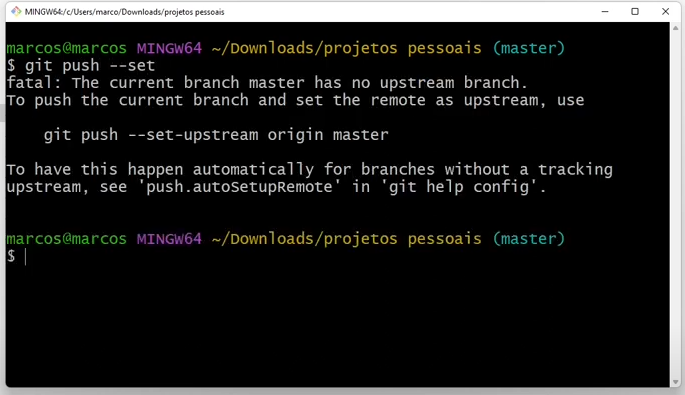 MINGW64:/c/Users/marco/Downloads/projetos pessoais
marcos@marcos MINGW64 ~/Downloads/projetos pessoais (master)
$ git push --set
fatal: The current branch master has no upstream branch.
To push the current branch and set the remote as upstream, use
    git push --set-upstream origin master
To have this happen automatically for branches without a tracking
upstream, see 'push.autoSetupRemote' in 'git help config'.
marcos@marcos MINGW64 ~/Downloads/projetos pessoais (master)
$